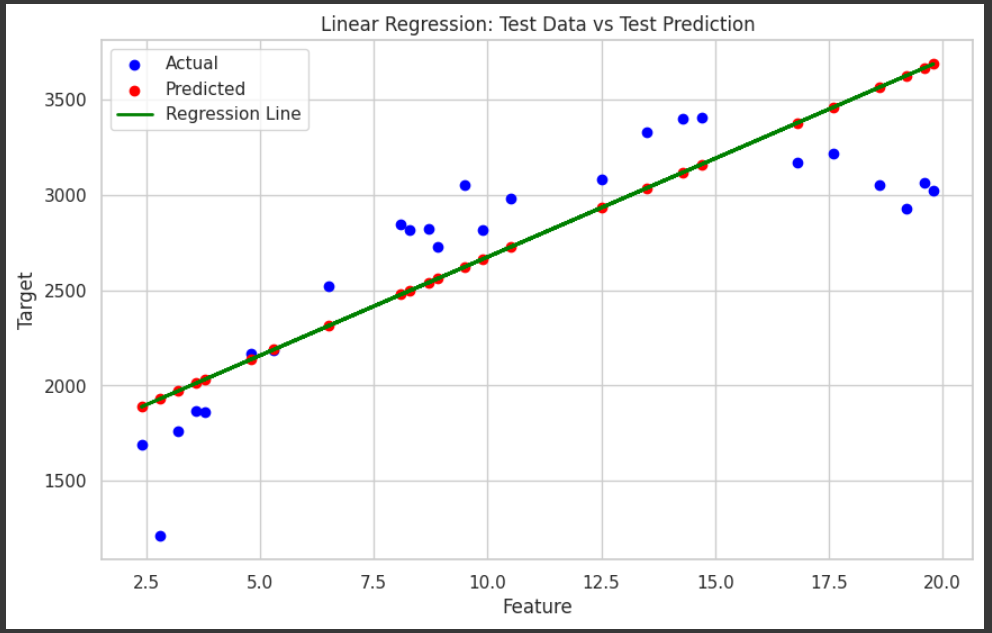 Linear Regression: Test Data vs Test Prediction
Actual
Predicted
Regression Line
Target
3500
3000
2500
2000
1500
2.5 5.0 7.5 10.0 12.5 15.0 17.5 20.0
Feature